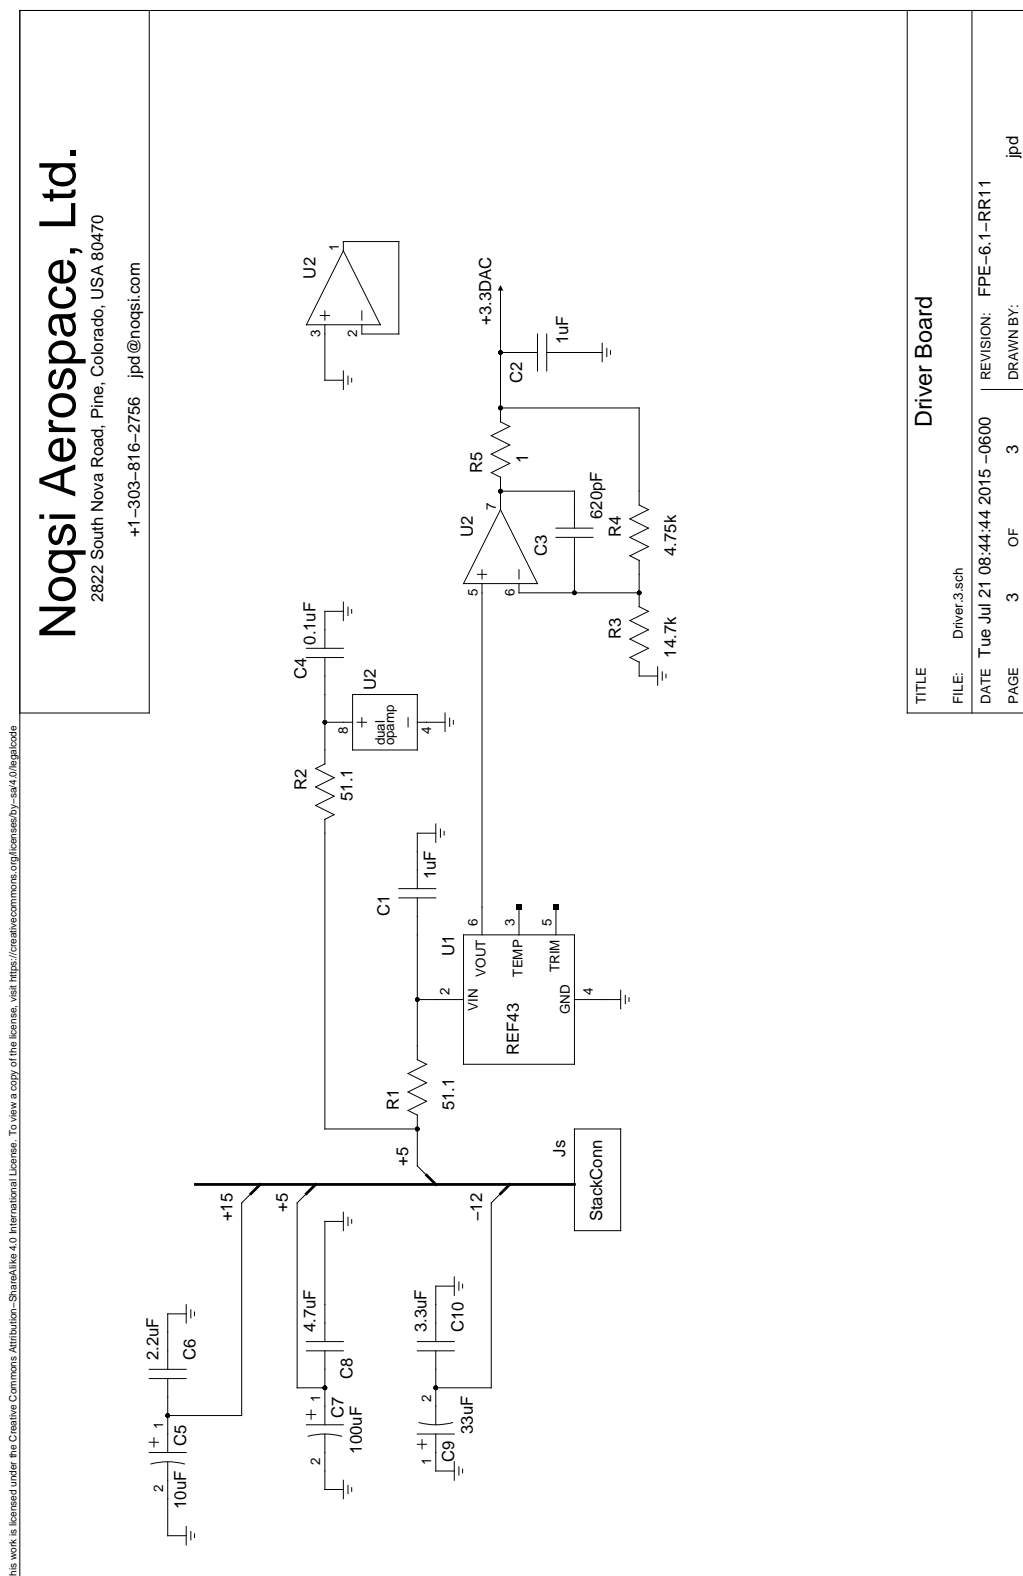 his work is licensed under the Creative Commons Attribution−ShareAlike 4.0 International License. To view a copy of the license, visit https://creativecommons.org/licenses/by−sa/4.0/legalcode
Noqsi Aerospace, Ltd.
2822 South Nova Road, Pine, Colorado, USA 80470
+1−303−816−2756 jpd@noqsi.com
2.2uF
C6
+ 1
C5
2
10uF
+15
4.7uF
C8
+ 1
C7
100uF
2
+5
3.3uF
C10
2
33uF
1 +
C9
−12
+5
Js
StackConn
R1
51.1
C1
1uF
R2
51.1
C4
0.1uF
U2
8
+
dual
opamp
−
4
U1
REF43
2
VIN
VOUT
6
TEMP
3
TRIM
5
GND
4
U2
3
+
2
−
1
U2
5
+
6
−
7
R5
1
C3
620pF
R4
4.75k
R3
14.7k
C2
1uF
+3.3DAC
TITLE
Driver Board
FILE: Driver.3.sch
DATE Tue Jul 21 08:44:44 2015 −0600
REVISION: FPE−6.1−RR11
PAGE 3 OF 3
DRAWN BY: jpd